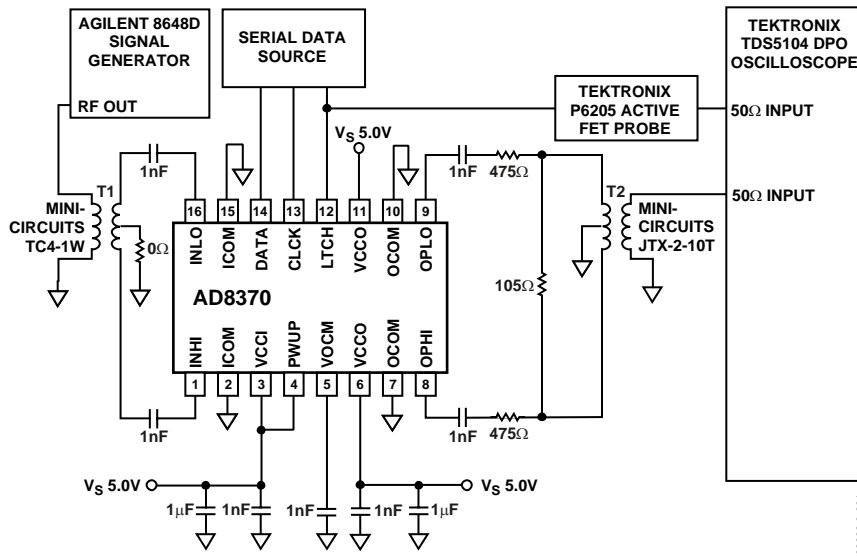 AGILENT 8648D
SIGNAL
GENERATOR
RF OUT
SERIAL DATA
SOURCE
TEKTRONIX
TDS5104 DPO
OSCILLOSCOPE
TEKTRONIX
P6205 ACTIVE
FET PROBE
50Ω INPUT
50Ω INPUT
VS 5.0V
1nF
1nF
475Ω
T1
T2
MINI-
CIRCUITS
TC4-1W
0Ω
MINI-
CIRCUITS
JTX-2-10T
105Ω
16 15 14 13 12 11 10 9
INLO ICOM DATA CLCK LTCH VCCO OCOM OPLO
AD8370
INHI ICOM VCCI PWUP VOCM VCCO OCOM OPHI
1 2 3 4 5 6 7 8
1nF
1nF
475Ω
VS 5.0V
VS 5.0V
1μF 1nF 1nF 1nF 1μF